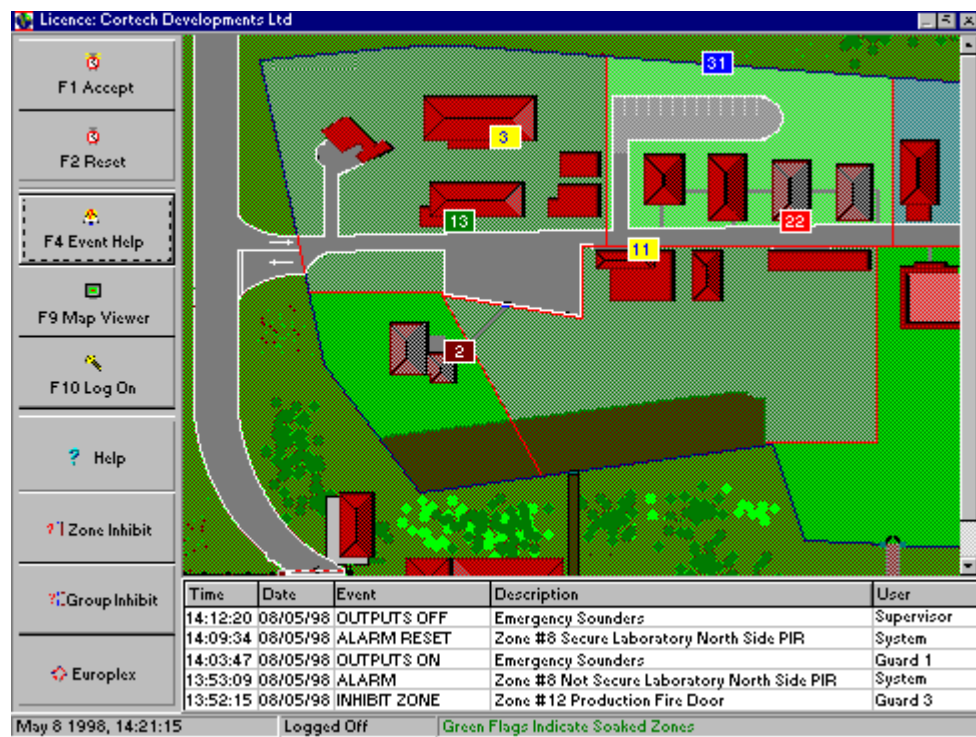 Licence: Cortech Developments Ltd
F1 Accept
F2 Reset
F4 Event Help
F9 Map Viewer
F10 Log On
? Help
Zone Inhibit
Group Inhibit
Europlex
31
3
13
22
11
2
Time Date Event Description User
14:12:20 08/05/98 OUTPUTS OFF Emergency Sounders Supervisor
14:09:34 08/05/98 ALARM RESET Zone #8 Secure Laboratory North Side PIR System
14:03:47 08/05/98 OUTPUTS ON Emergency Sounders Guard 1
13:53:09 08/05/98 ALARM Zone #8 Not Secure Laboratory North Side PIR System
13:52:15 08/05/98 INHIBIT ZONE Zone #12 Production Fire Door Guard 3
May 8 1998, 14:21:15 Logged Off Green Flags Indicate Soaked Zones